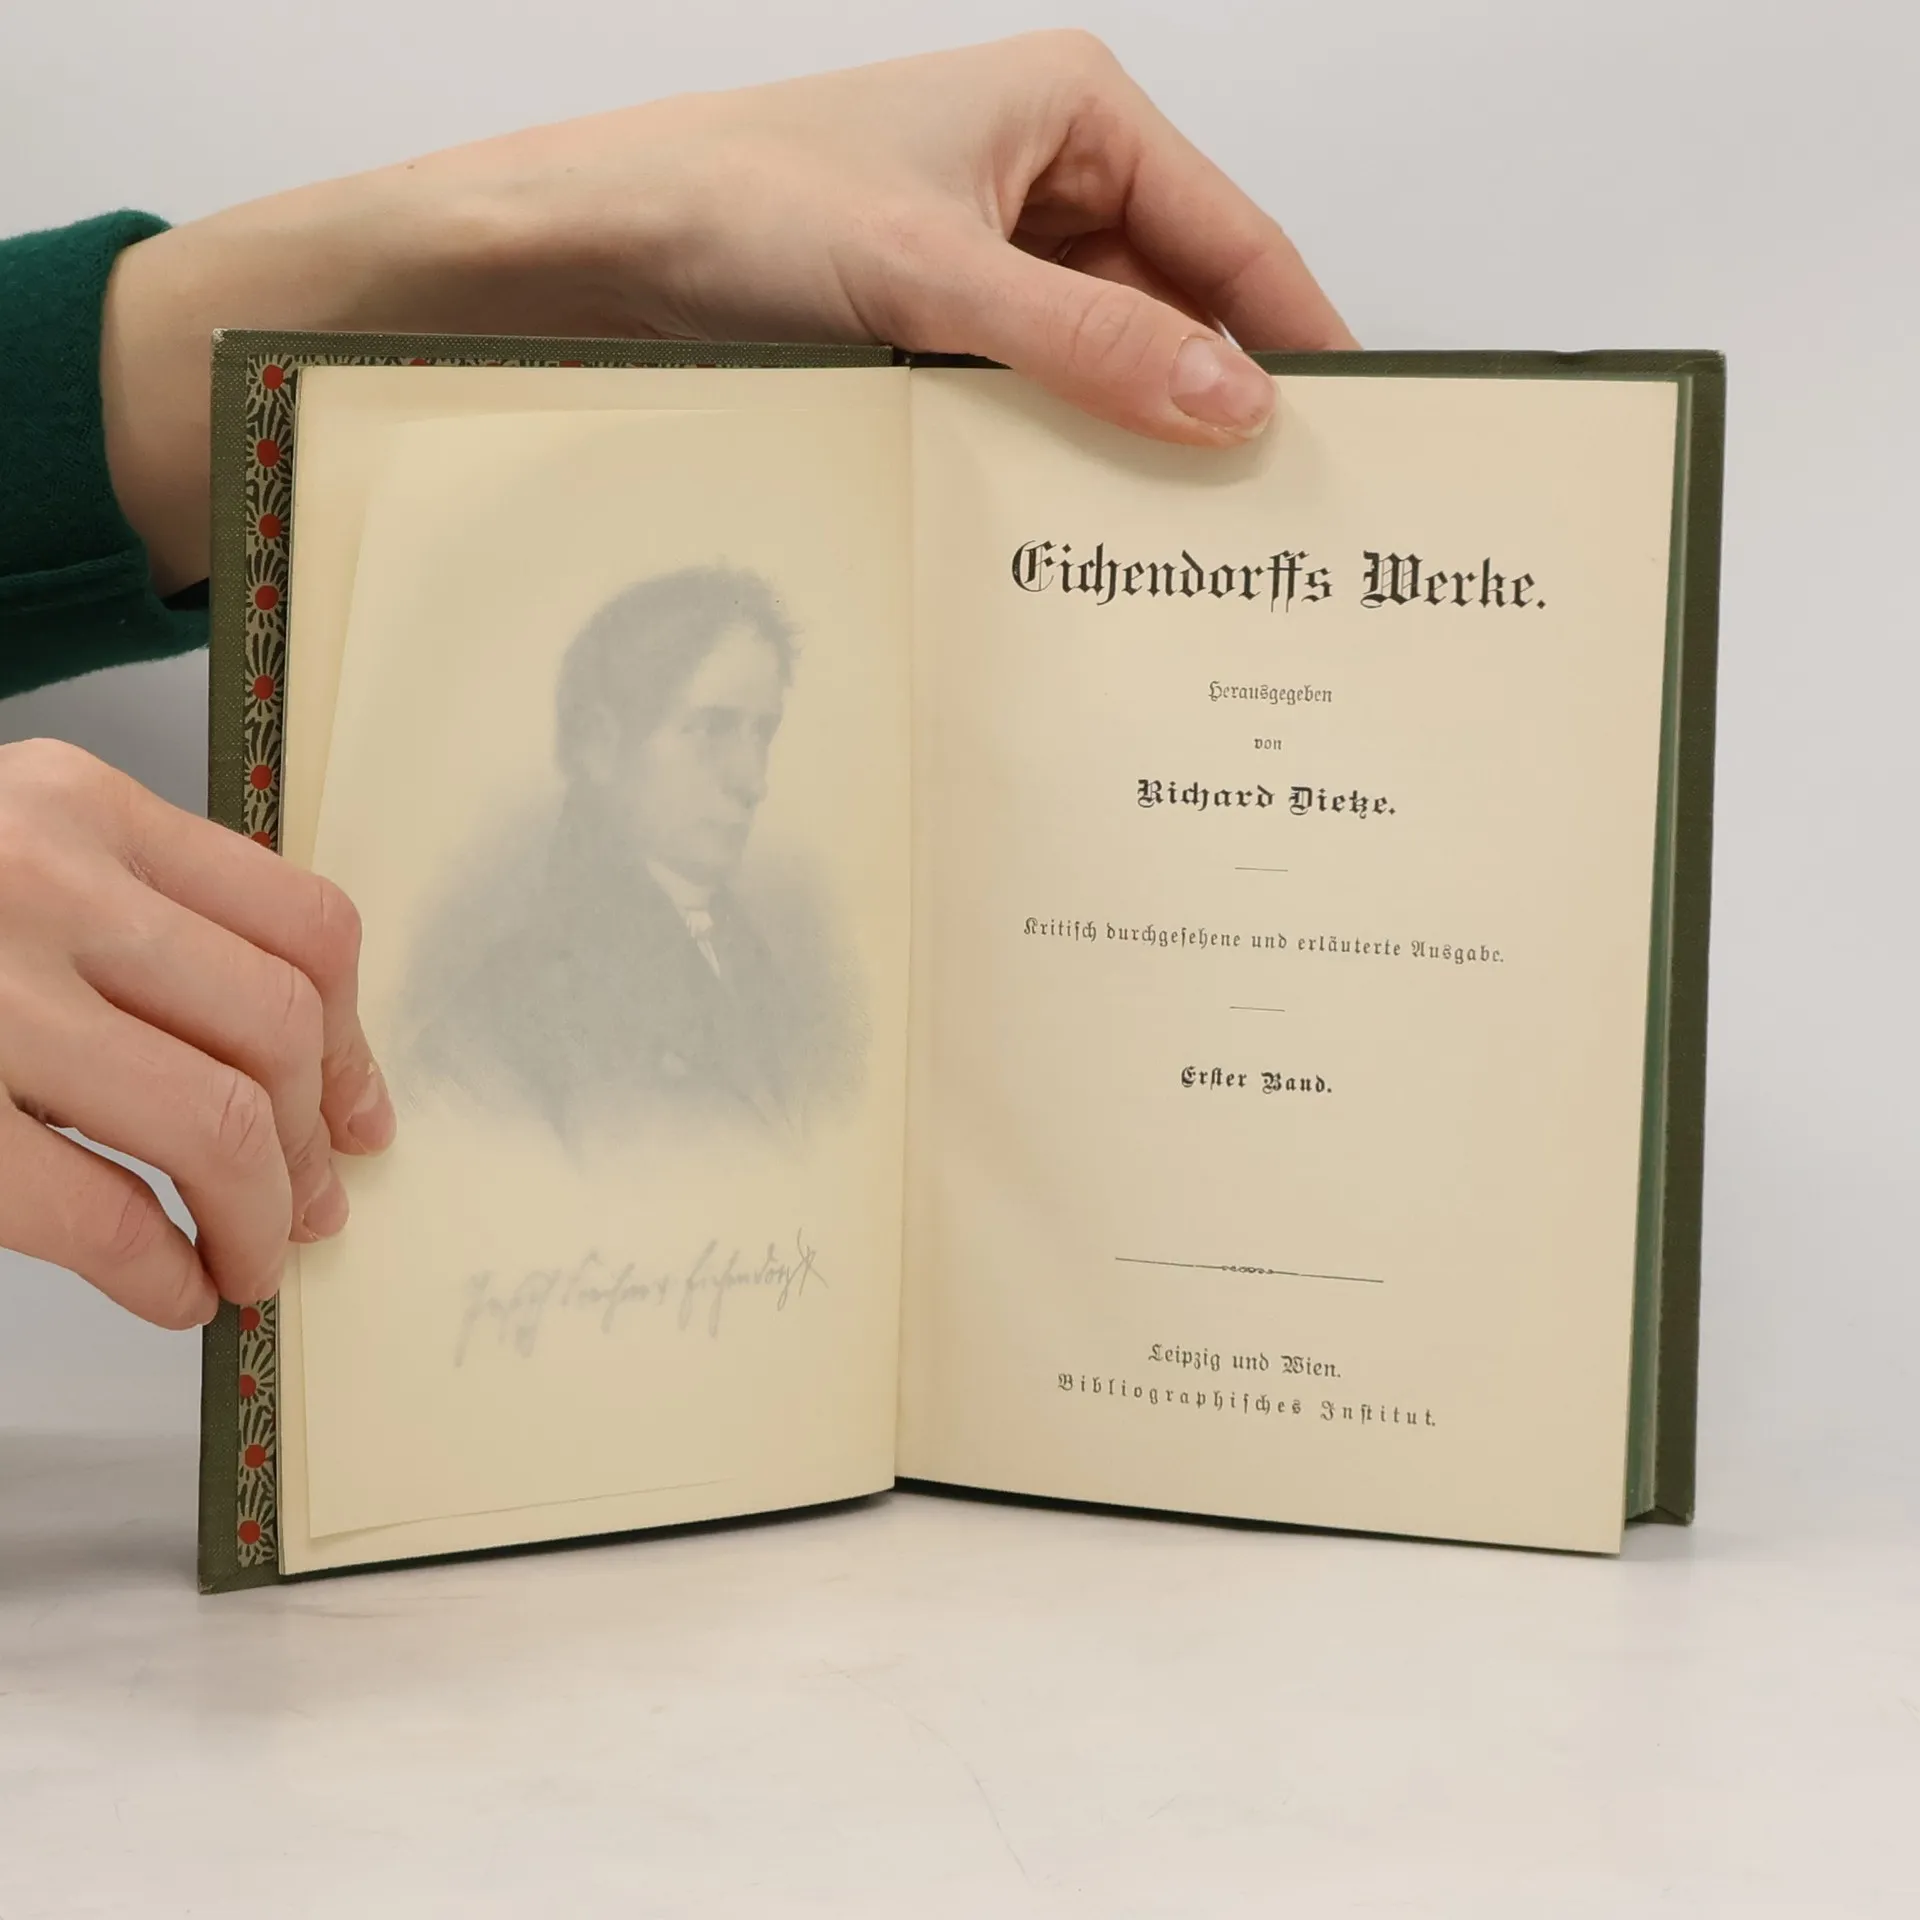 Eichendorffs Werke.
Herausgegeben
von
Richard Dietze.
Kritisch durchgesehene und erläuterte Ausgabe.
Erster Band.
Leipzig und Wien.
Bibliographisches Institut.